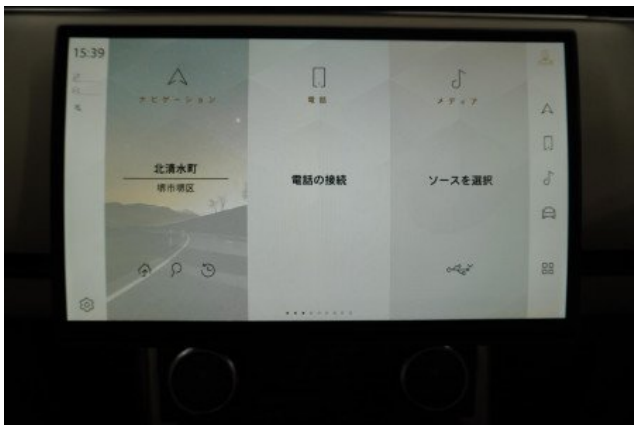 15:39
ナビゲーション
電話
メディア
北清水町
堺市堺区
電話の接続
ソースを選択